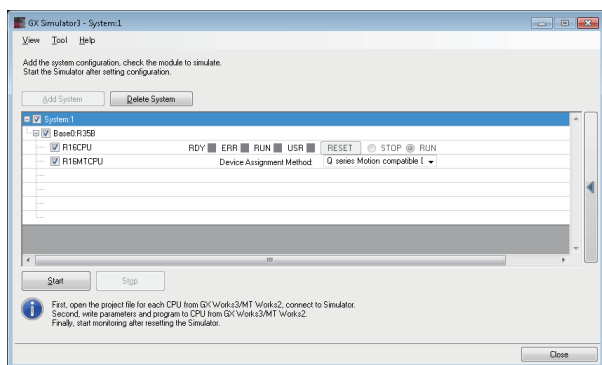 GX Simulator3 - System:1
View Tool Help
Add the system configuration, check the module to simulate.
Start the Simulator after setting configuration.
Add System Delete System
System:1
Base0:R35B
R16CPU RDY ERR RUN USR RESET STOP RUN
R16MTCPU Device Assignment Method: Q series Motion compatible [
Start Stop
First, open the project file for each CPU from GX Works3/MT Works2, connect to Simulator.
Second, write parameters and program to CPU from GX Works3/MT Works2.
Finally, start monitoring after resetting the Simulator.
Close